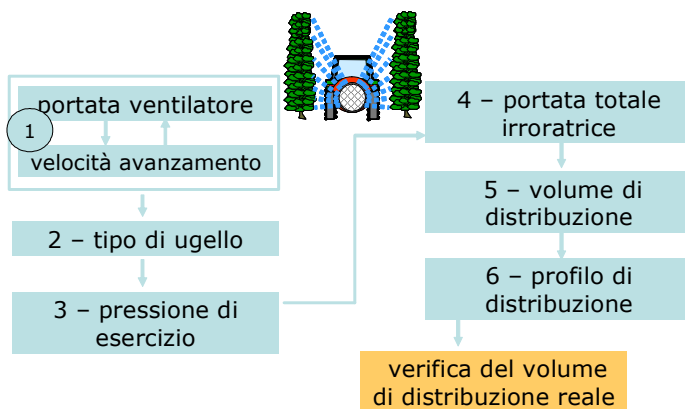 portata ventilatore
1
velocità avanzamento
2 – tipo di ugello
3 – pressione di
esercizio
4 – portata totale
irroratrice
5 – volume di
distribuzione
6 – profilo di
distribuzione
verifica del volume
di distribuzione reale